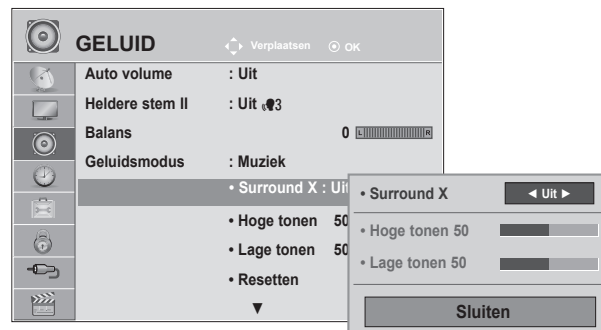 GELUID Verplaatsen OK
Auto volume : Uit
Heldere stem II : Uit 3
Balans 0 L R
Geluidsmodus : Muziek
• Surround X : Uit
• Hoge tonen 50
• Lage tonen 50
• Resetten
▼
• Surround X ◄ Uit ►
• Hoge tonen 50
• Lage tonen 50
Sluiten